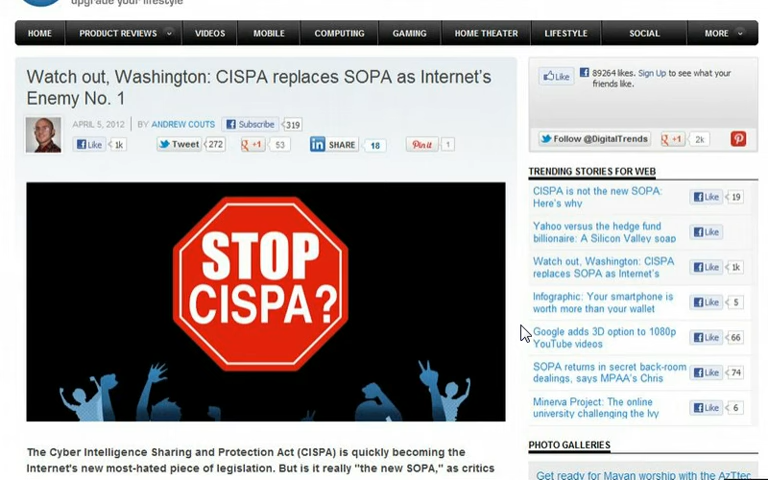 upgrade your lifestyle
HOME PRODUCT REVIEWS VIDEOS MOBILE COMPUTING GAMING HOME THEATER LIFESTYLE SOCIAL MORE
Watch out, Washington: CISPA replaces SOPA as Internet's
Enemy No. 1
APRIL 5, 2012 | BY ANDREW COUTS Subscribe 319
Like 1k Tweet 272 +1 53 in SHARE 18 Pin it 1
STOP
CISPA?
The Cyber Intelligence Sharing and Protection Act (CISPA) is quickly becoming the
Internet's new most-hated piece of legislation. But is it really "the new SOPA," as critics
Like 89264 likes. Sign Up to see what your
friends like.
Follow @DigitalTrends +1 2k
TRENDING STORIES FOR WEB
CISPA is not the new SOPA:
Here's why
Like 19
Yahoo versus the hedge fund
billionaire: A Silicon Valley soap
Like
Watch out, Washington: CISPA
replaces SOPA as Internet's
Like 1k
Infographic: Your smartphone is
worth more than your wallet
Like 5
Google adds 3D option to 1080p
YouTube videos
Like 66
SOPA returns in secret back-room
dealings, says MPAA's Chris
Like 74
Minerva Project: The online
university challenging the Ivy
Like 6
PHOTO GALLERIES
Get ready for Mayan worship with the AzTtec